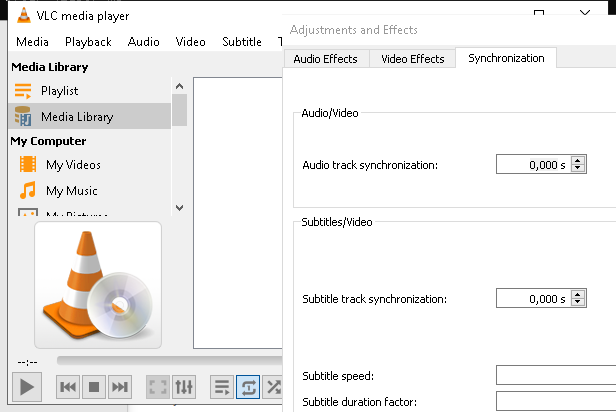 VLC media player
Media Playback Audio Video Subtitle
Media Library
Playlist
Media Library
My Computer
My Videos
My Music
My Pictures
--:--
Adjustments and Effects
Audio Effects Video Effects Synchronization
Audio/Video
Audio track synchronization: 0,000 s
Subtitles/Video
Subtitle track synchronization: 0,000 s
Subtitle speed:
Subtitle duration factor: